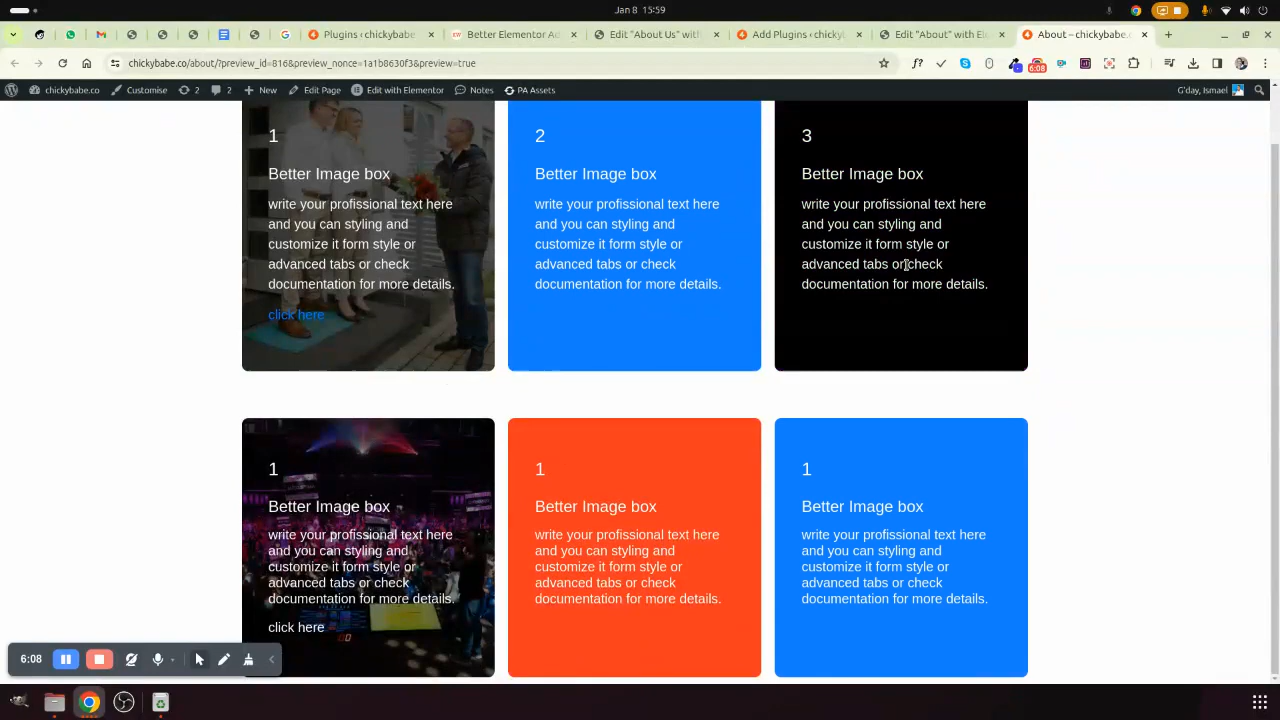 Jan 8 15:59
Plugins ‹ chickybabe
Better Elementor Ad
Edit "About Us" with
Add Plugins ‹ chicky
Edit "About" with El
About – chickybabe.c
chickybabe.co/about/?preview_id=816&preview_nonce=1a1b8630f3&preview=true
6:08
chickybabe.co
Customise
2
2
New
Edit Page
Edit with Elementor
Notes
PA Assets
G'day, Ismael
1
Better Image box
write your profissional text here
and you can styling and
customize it form style or
advanced tabs or check
documentation for more details.
click here
2
Better Image box
write your profissional text here
and you can styling and
customize it form style or
advanced tabs or check
documentation for more details.
3
Better Image box
write your profissional text here
and you can styling and
customize it form style or
advanced tabs or check
documentation for more details.
1
Better Image box
write your profissional text here
and you can styling and
customize it form style or
advanced tabs or check
documentation for more details.
click here
1
Better Image box
write your profissional text here
and you can styling and
customize it form style or
advanced tabs or check
documentation for more details.
1
Better Image box
write your profissional text here
and you can styling and
customize it form style or
advanced tabs or check
documentation for more details.
6:08